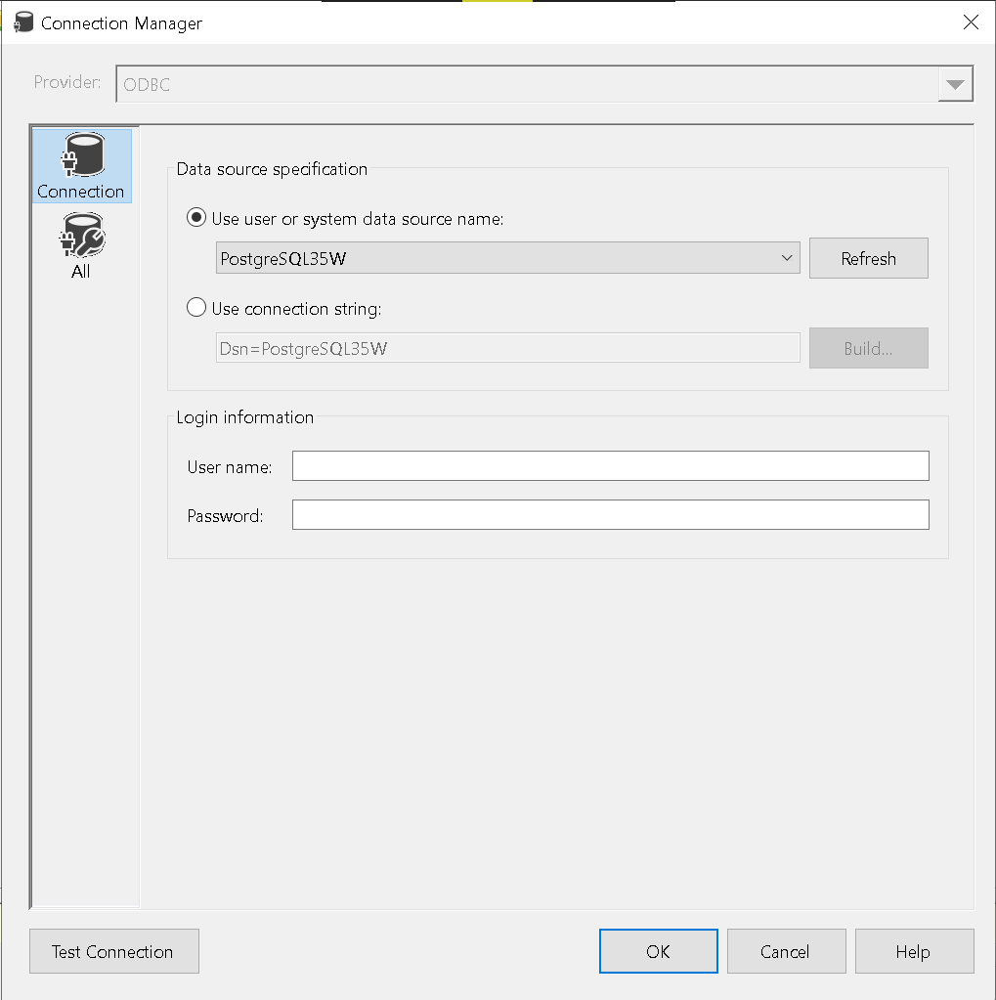 Connection Manager
Provider: ODBC
Connection
All
Data source specification
Use user or system data source name:
PostgreSQL35W
Refresh
Use connection string:
Dsn=PostgreSQL35W
Build...
Login information
User name:
Password:
Test Connection
OK
Cancel
Help